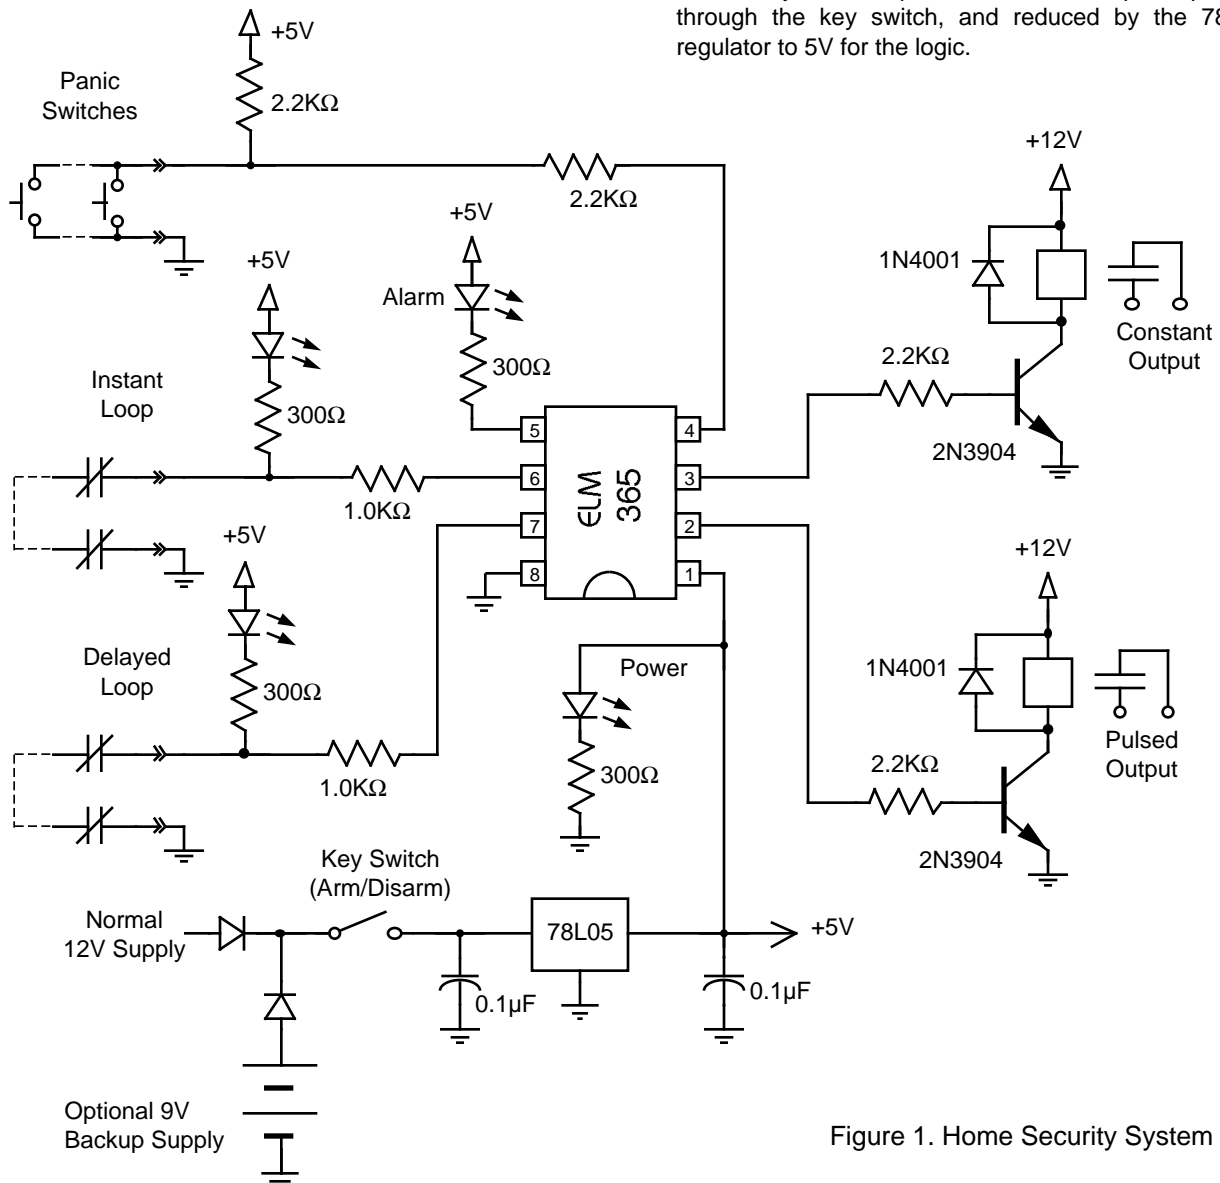 through the key switch, and reduced by the 78
regulator to 5V for the logic.
+5V
Panic
Switches
2.2KΩ
2.2KΩ
+12V
+5V
+5V
1N4001
Alarm
Constant
Output
300Ω
2.2KΩ
Instant
Loop
300Ω
5
4
2N3904
6
3
ELM
365
1.0KΩ
7
2
+5V
+12V
8
1
Delayed
Loop
Power
1N4001
300Ω
Pulsed
Output
1.0KΩ
300Ω
2.2KΩ
Key Switch
(Arm/Disarm)
2N3904
Normal
12V Supply
78L05
+5V
0.1µF
0.1µF
Optional 9V
Backup Supply
Figure 1. Home Security System